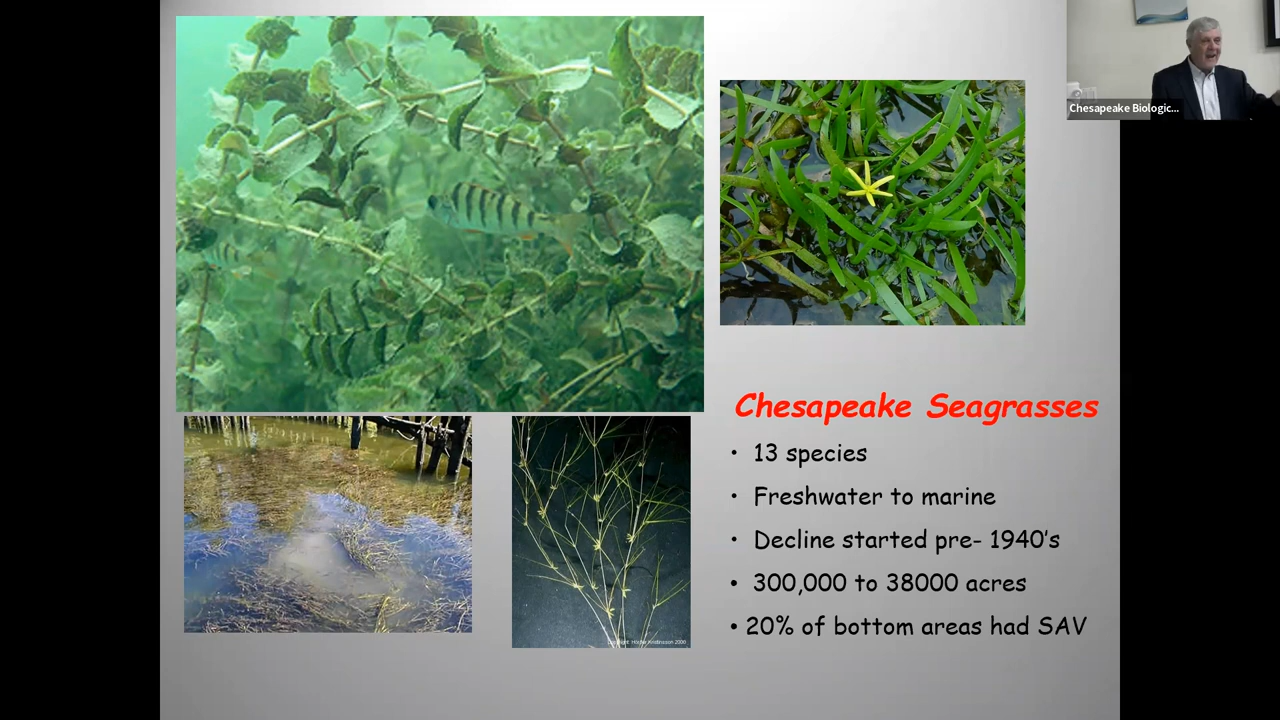 Chesapeake Biologic...
Chesapeake Seagrasses
• 13 species
• Freshwater to marine
• Decline started pre- 1940's
• 300,000 to 38000 acres
• 20% of bottom areas had SAV